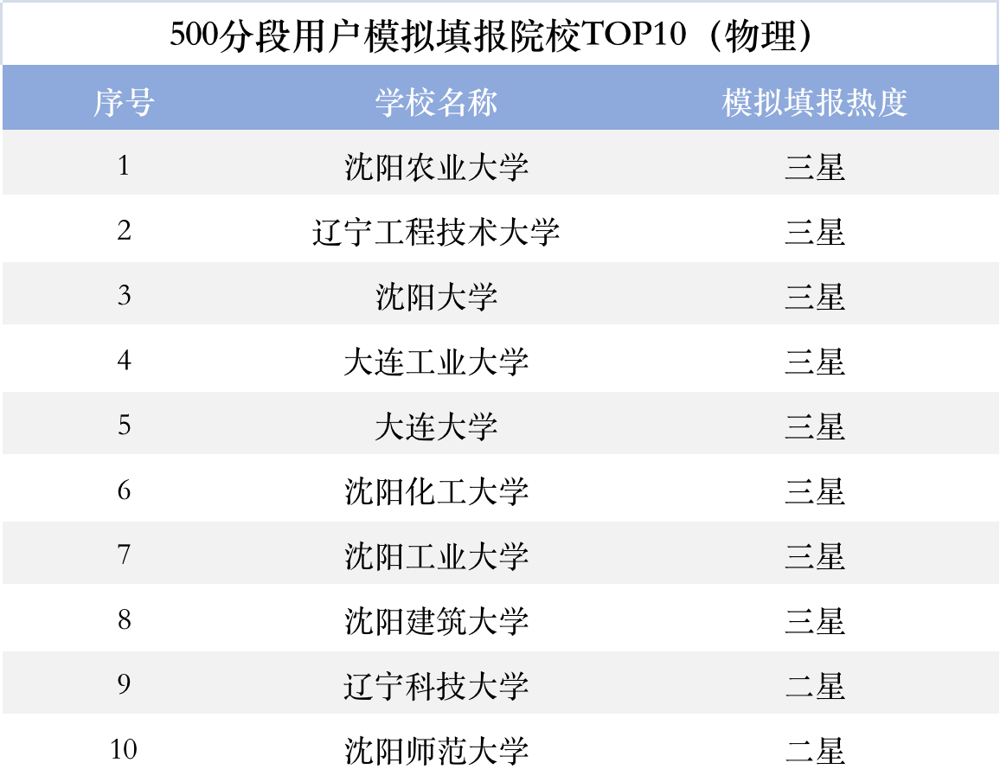 500分段用户模拟填报院校TOP10（物理）
序号 学校名称 模拟填报热度
1 沈阳农业大学 三星
2 辽宁工程技术大学 三星
3 沈阳大学 三星
4 大连工业大学 三星
5 大连大学 三星
6 沈阳化工大学 三星
7 沈阳工业大学 三星
8 沈阳建筑大学 三星
9 辽宁科技大学 二星
10 沈阳师范大学 二星